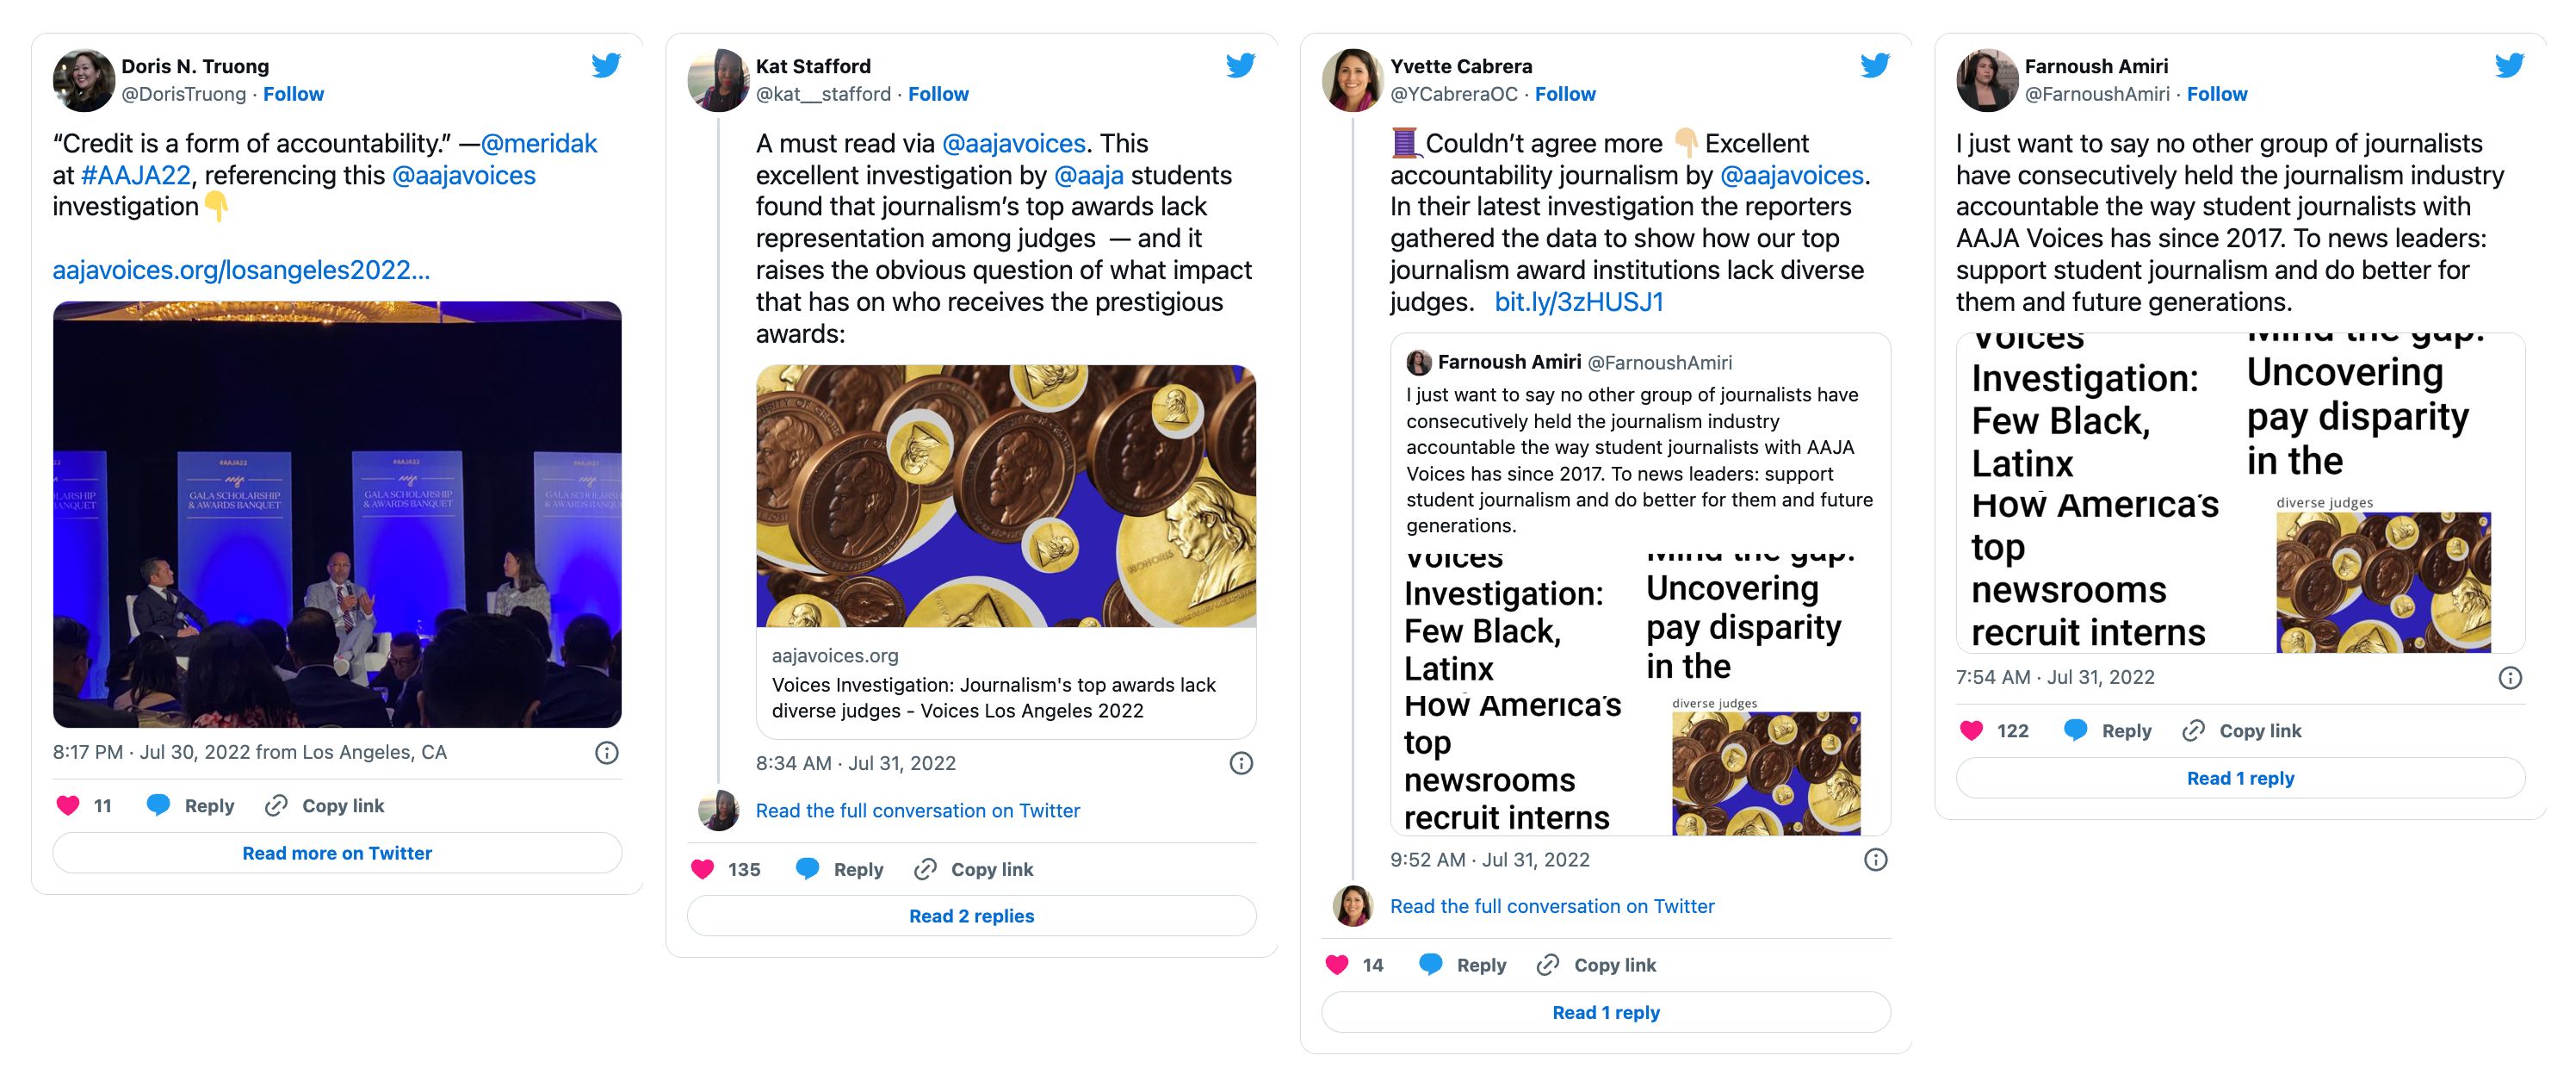 Doris N. Truong
@DorisTruong · Follow
“Credit is a form of accountability.” —@meridak
at #AAJA22, referencing this @aajavoices
investigation👇
aajavoices.org/losangeles2022...
#AAJA22
aaja
GALA SCHOLARSHIP
& AWARDS BANQUET
#AAJA22
aaja
GALA SCHOLARSHIP
& AWARDS BANQUET
8:17 PM · Jul 30, 2022 from Los Angeles, CA
11 Reply Copy link
Read more on Twitter
Kat Stafford
@kat__stafford · Follow
A must read via @aajavoices. This
excellent investigation by @aaja students
found that journalism’s top awards lack
representation among judges — and it
raises the obvious question of what impact
that has on who receives the prestigious
awards:
aajavoices.org
Voices Investigation: Journalism's top awards lack
diverse judges - Voices Los Angeles 2022
8:34 AM · Jul 31, 2022
Read the full conversation on Twitter
135 Reply Copy link
Read 2 replies
Yvette Cabrera
@YCabreraOC · Follow
🧵Couldn’t agree more 👇🏼 Excellent
accountability journalism by @aajavoices.
In their latest investigation the reporters
gathered the data to show how our top
journalism award institutions lack diverse
judges. bit.ly/3zHUSJ1
Farnoush Amiri @FarnoushAmiri
I just want to say no other group of journalists have
consecutively held the journalism industry
accountable the way student journalists with AAJA
Voices has since 2017. To news leaders: support
student journalism and do better for them and future
generations.
Voices
Investigation:
Few Black,
Latinx
Mind the gap:
Uncovering
pay disparity
in the
How America’s
top
newsrooms
recruit interns
diverse judges
9:52 AM · Jul 31, 2022
Read the full conversation on Twitter
14 Reply Copy link
Read 1 reply
Farnoush Amiri
@FarnoushAmiri · Follow
I just want to say no other group of journalists
have consecutively held the journalism industry
accountable the way student journalists with
AAJA Voices has since 2017. To news leaders:
support student journalism and do better for
them and future generations.
Voices
Investigation:
Few Black,
Latinx
Mind the gap:
Uncovering
pay disparity
in the
How America’s
top
newsrooms
recruit interns
diverse judges
7:54 AM · Jul 31, 2022
122 Reply Copy link
Read 1 reply